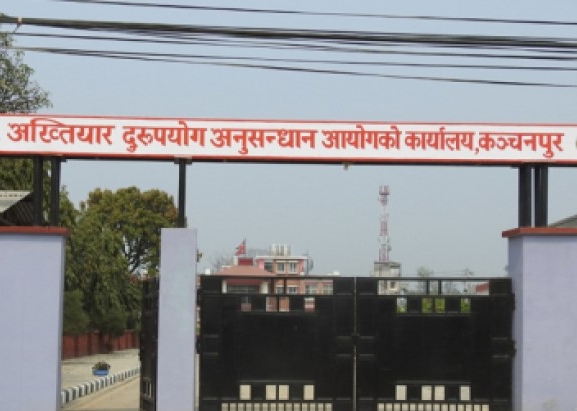 अख्तियार दुरूपयोग अनुसन्धान आयोगको कार्यालय,कञ्चनपुर (